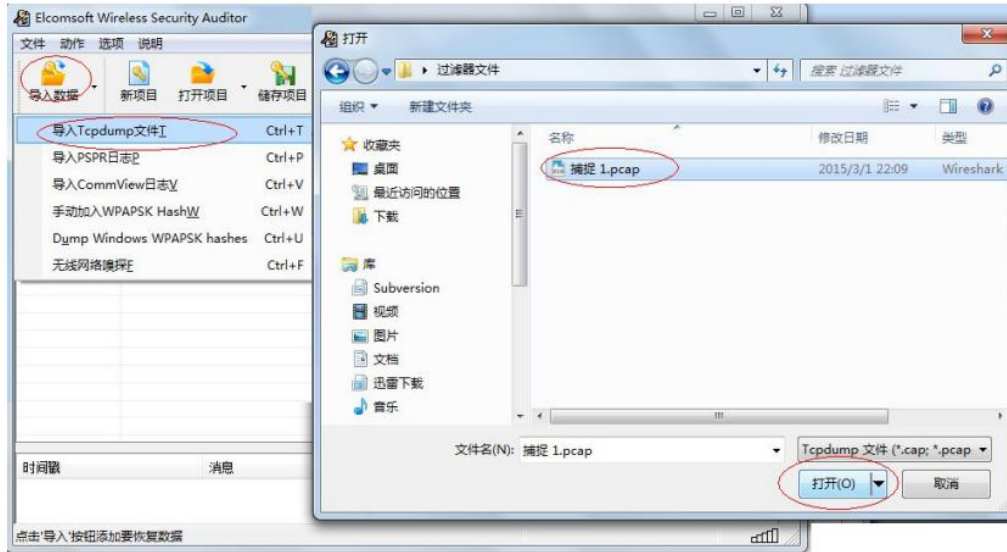 Elcomsoft Wireless Security Auditor
文件 动作 选项 说明
导入数据 新项目 打开项目 储存项目
导入Tcpdump文件T Ctrl+T
导入PSPR日志P Ctrl+P
导入CommView日志V Ctrl+V
手动加入WPAPSK HashW Ctrl+W
Dump Windows WPAPSK hashes Ctrl+U
无线网络嗅探F Ctrl+F
时间戳 消息
点击'导入'按钮添加要恢复数据
打开
过滤器文件
搜索 过滤器文件
组织 新建文件夹
名称 修改日期 类型
捕捉 1.pcap 2015/3/1 22:09 Wireshark
收藏夹
桌面
最近访问的位置
下载
库
Subversion
视频
图片
文档
迅雷下载
音乐
文件名(N): 捕捉 1.pcap Tcpdump 文件 (*.cap; *.pcap
打开(O) 取消